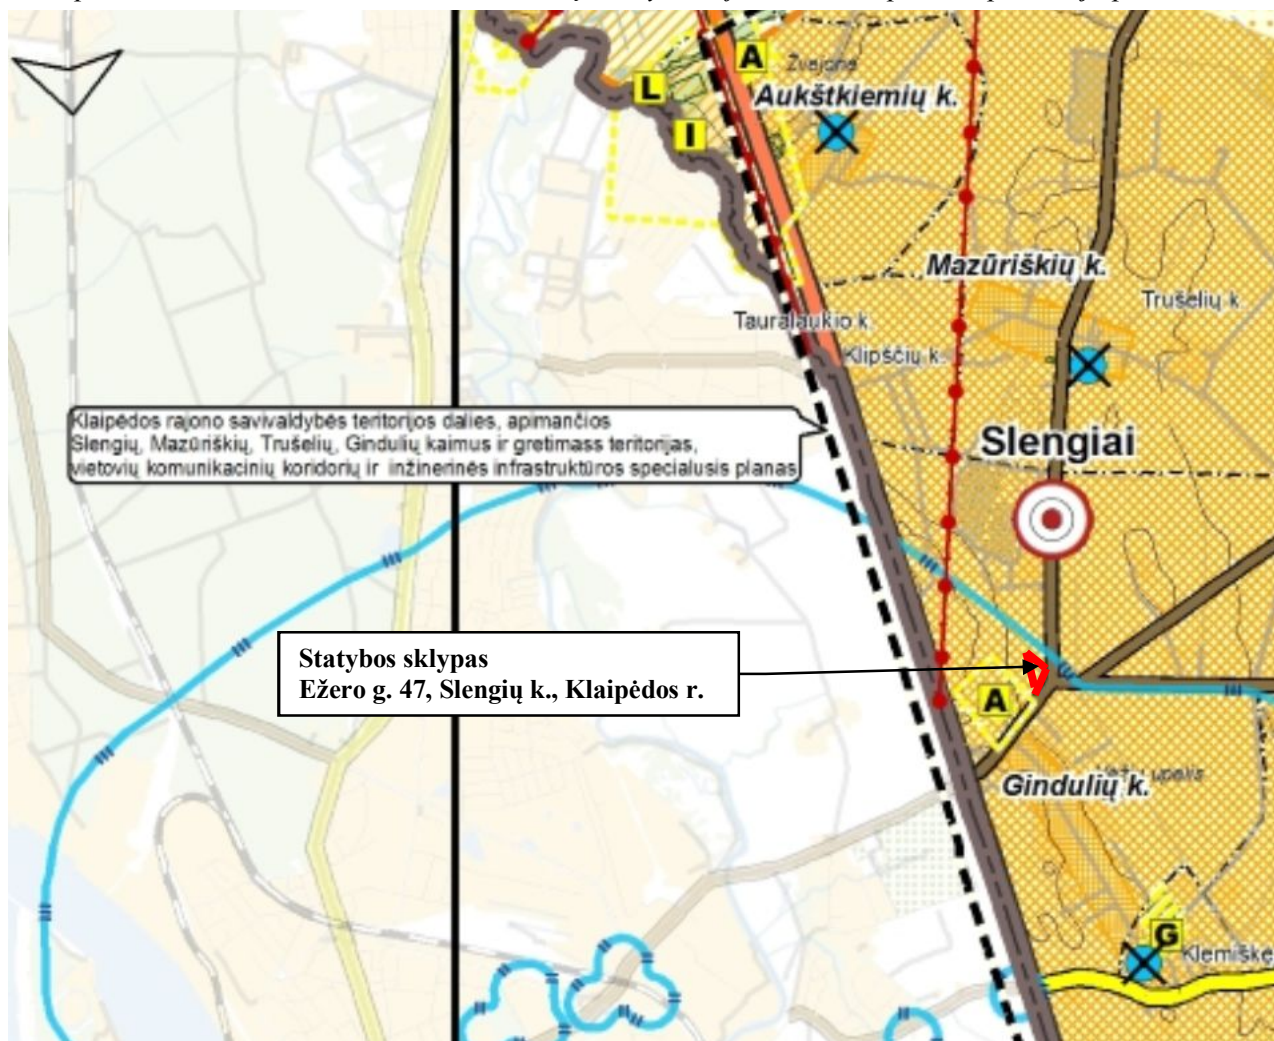 A
Žvejonė
L
Aukštkiemių k.
I
Mazūriškių k.
Trušelių k
Tauralaukio k.
Klipščių k.
Klaipėdos rajono savivaldybės teritorijos dalies, apimančios
Slengių, Mazūriškių, Trušelių, Gindulių kaimus ir gretimass teritorijas,
vietovių komunikacinių koridorių ir inžinerinės infrastruktūros specialusis planas
Slengiai
Statybos sklypas
Ežero g. 47, Slengių k., Klaipėdos r.
A
upelis
Gindulių k.
G
Klemiškė